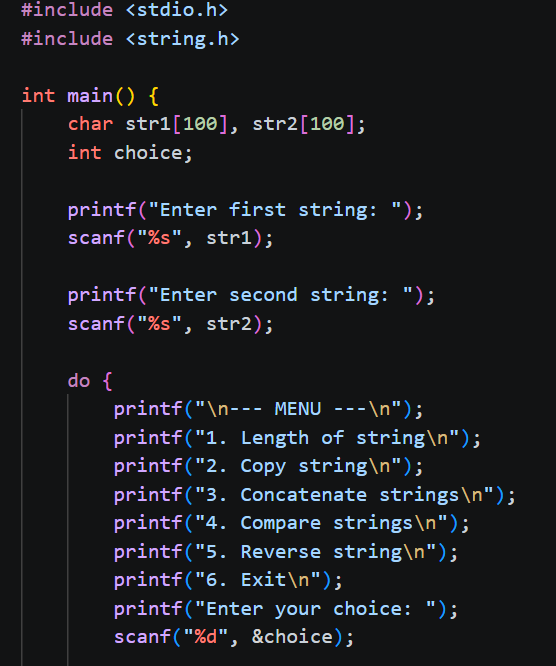 #include <stdio.h>
#include <string.h>

int main() {
    char str1[100], str2[100];
    int choice;

    printf("Enter first string: ");
    scanf("%s", str1);

    printf("Enter second string: ");
    scanf("%s", str2);

    do {
        printf("\n--- MENU ---\n");
        printf("1. Length of string\n");
        printf("2. Copy string\n");
        printf("3. Concatenate strings\n");
        printf("4. Compare strings\n");
        printf("5. Reverse string\n");
        printf("6. Exit\n");
        printf("Enter your choice: ");
        scanf("%d", &choice);